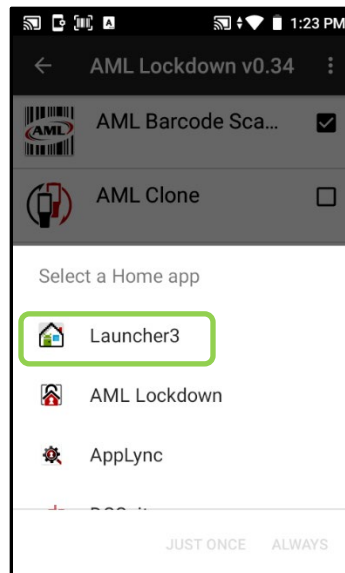 1:23 PM
AML Lockdown v0.34
AML
AML Barcode Sca...
AML Clone
Select a Home app
Launcher3
AML Lockdown
AppLync
JUST ONCE ALWAYS